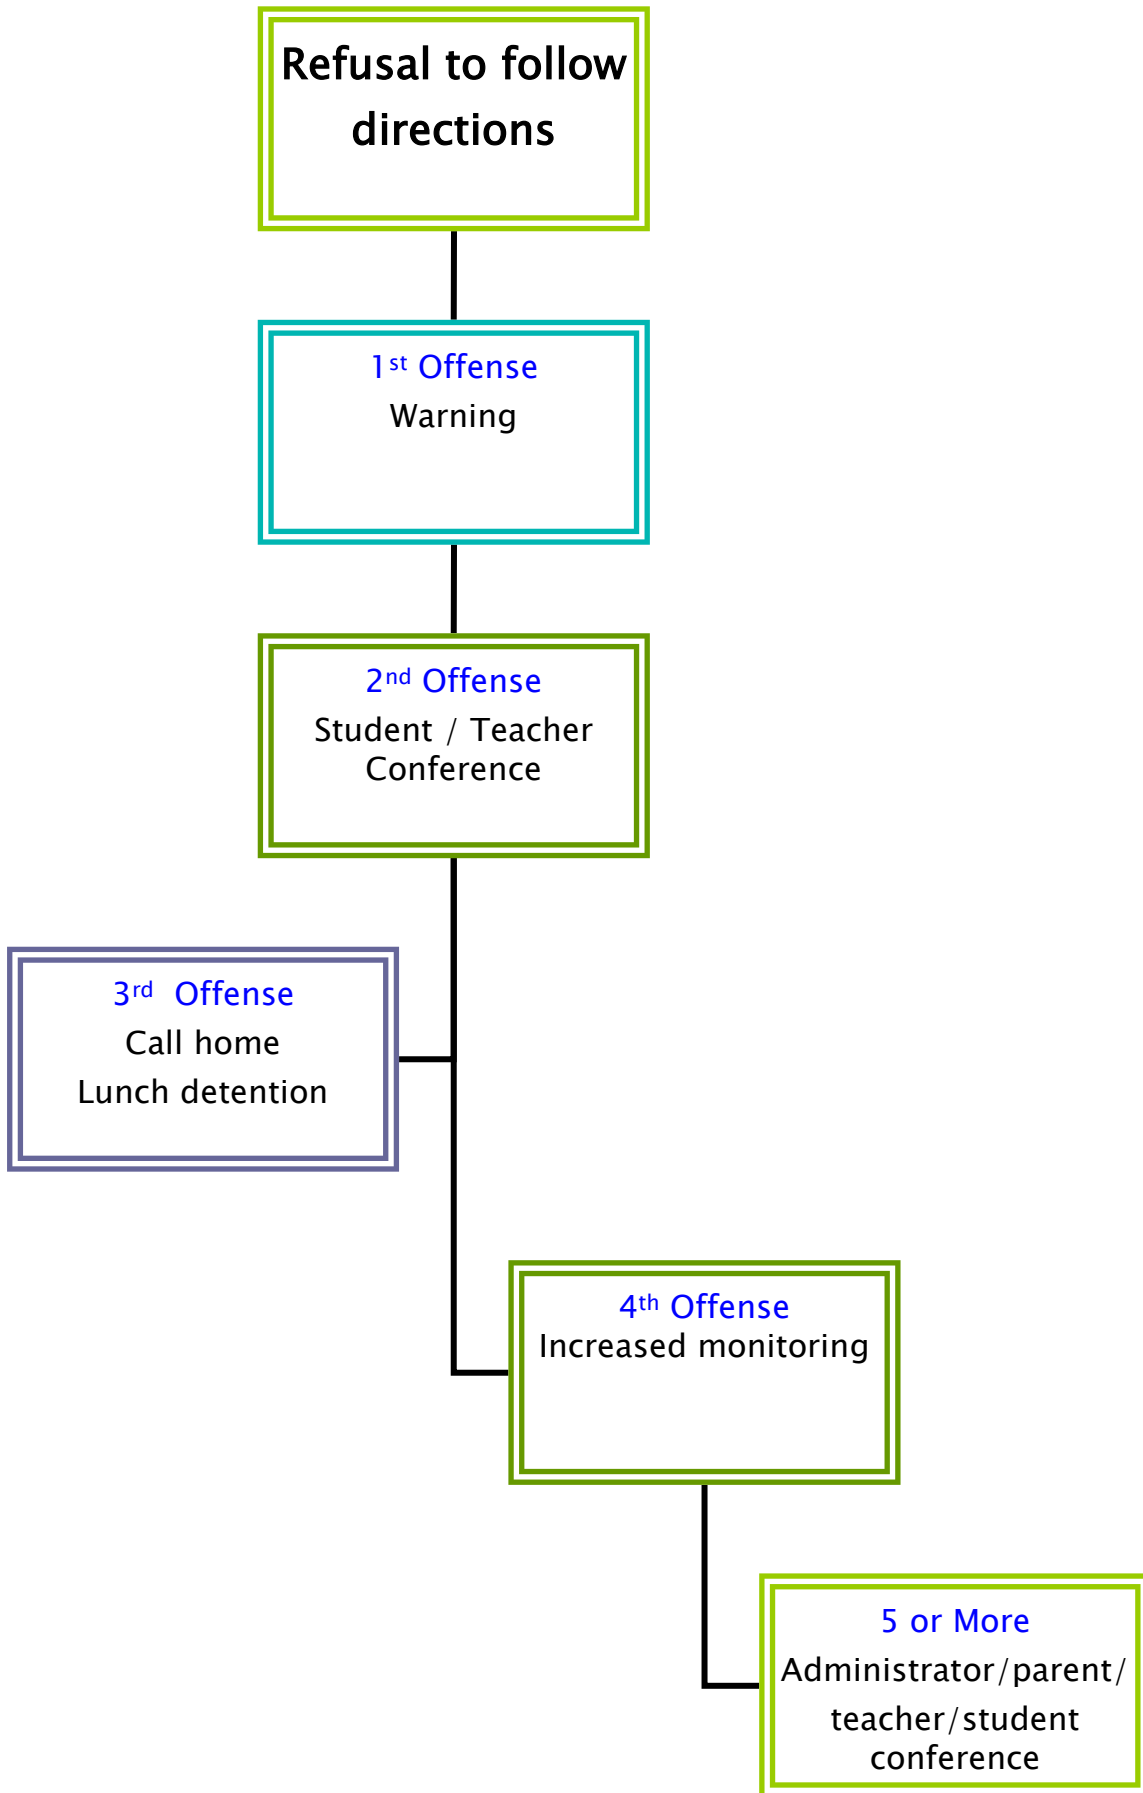 Refusal to follow
directions
1st Offense
Warning
2nd Offense
Student / Teacher
Conference
3rd  Offense
Call home
Lunch detention
4th Offense
Increased monitoring
5 or More
Administrator/parent/
teacher/student
conference